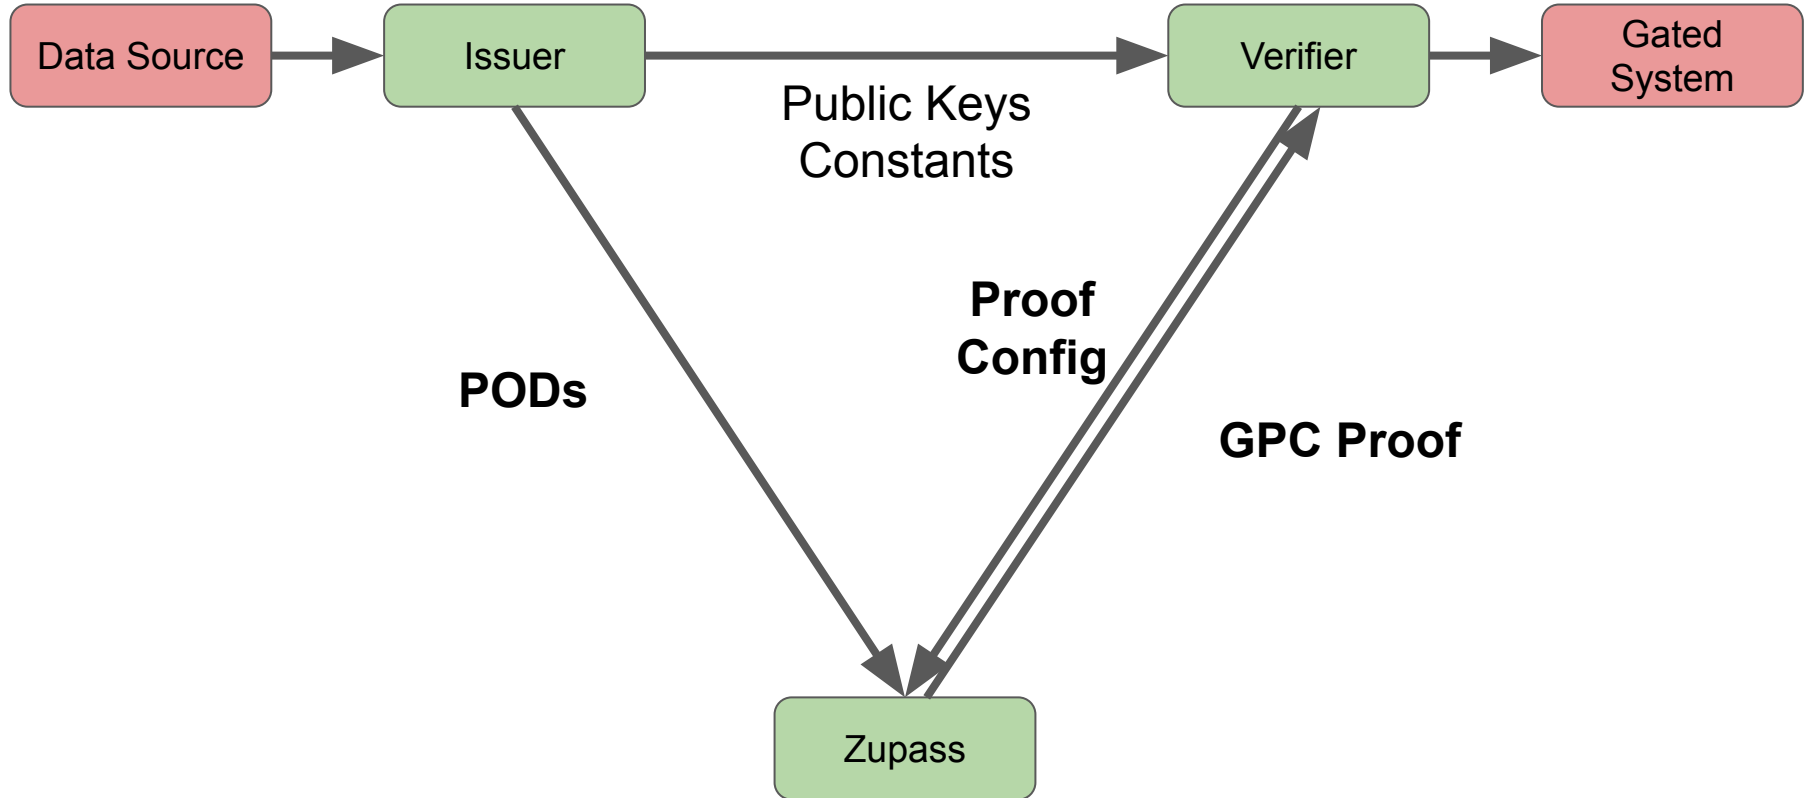 Data Source
Issuer
Verifier
Gated
System
Public Keys
Constants
Proof
Config
PODs
GPC Proof
Zupass